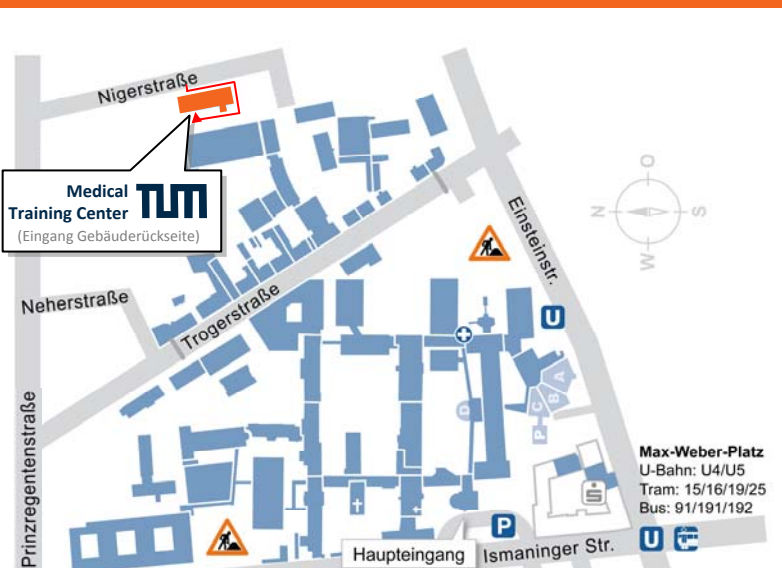 Nigerstraße
Medical
Training Center
TUM
(Eingang Gebäuderückseite)
O
N
S
W
Einsteinstr.
Neherstraße
Trogerstraße
U
A
B
C
D
P
Prinzregentenstraße
Max-Weber-Platz
U-Bahn: U4/U5
Tram: 15/16/19/25
Bus: 91/191/192
P
Haupteingang
Ismaninger Str.
U